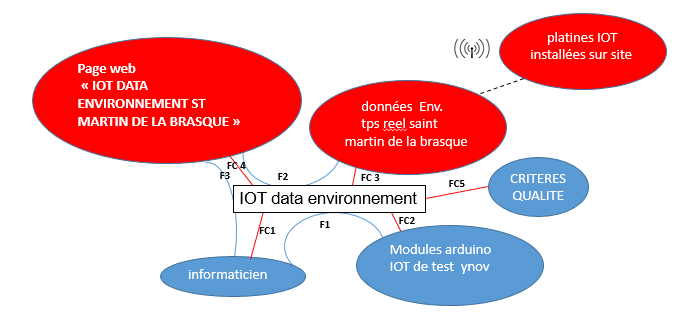 platines IOT
installées sur site
Page web
« IOT DATA
ENVIRONNEMENT ST
MARTIN DE LA BRASQUE »
données Env.
tps reel saint
martin de la brasque
FC 4
F3
F2
FC 3
FC5
CRITERES
QUALITE
IOT data environnement
FC1
F1
FC2
Modules arduino
IOT de test ynov
informaticien